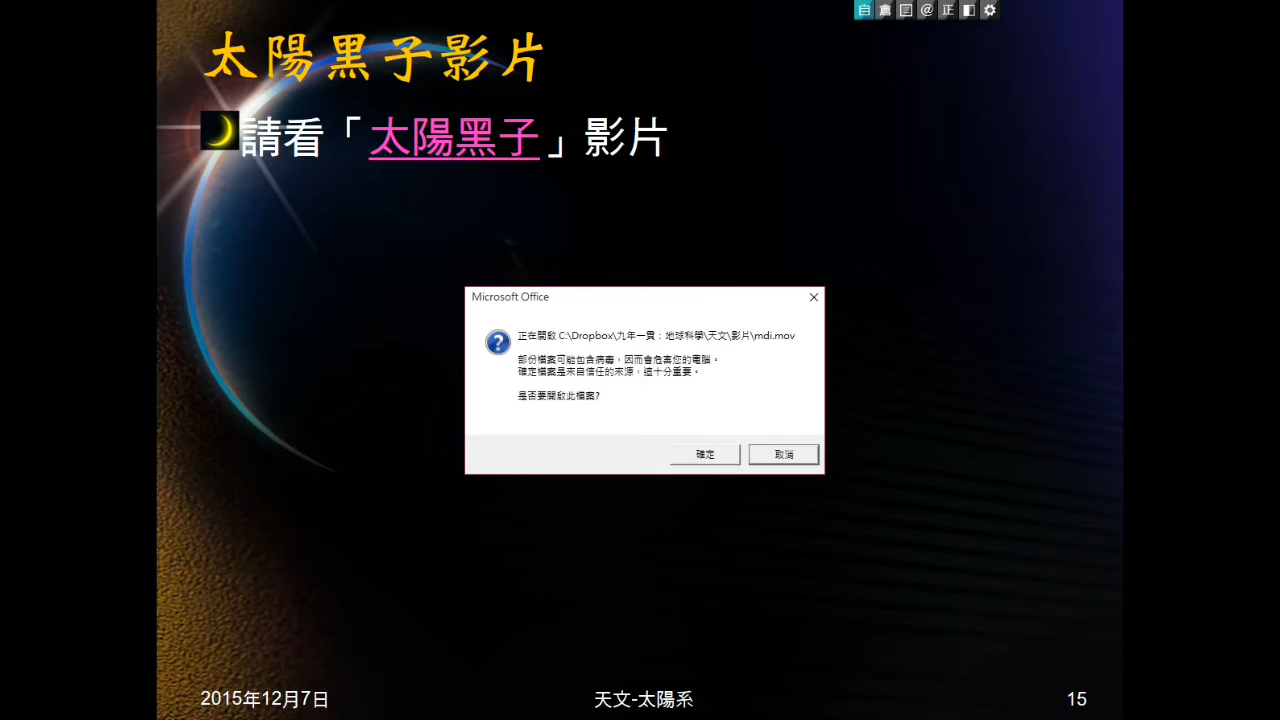 自倉@正
太陽黑子影片
請看「太陽黑子」影片
Microsoft Office
正在開啟 C:\Dropbox\九年一貫：地球科學\天文\影片\mdi.mov
部份檔案可能包含病毒，因而會危害您的電腦。
確定檔案是來自信任的來源，這十分重要。
是否要開啟此檔案?
確定
取消
2015年12月7日
天文-太陽系
15